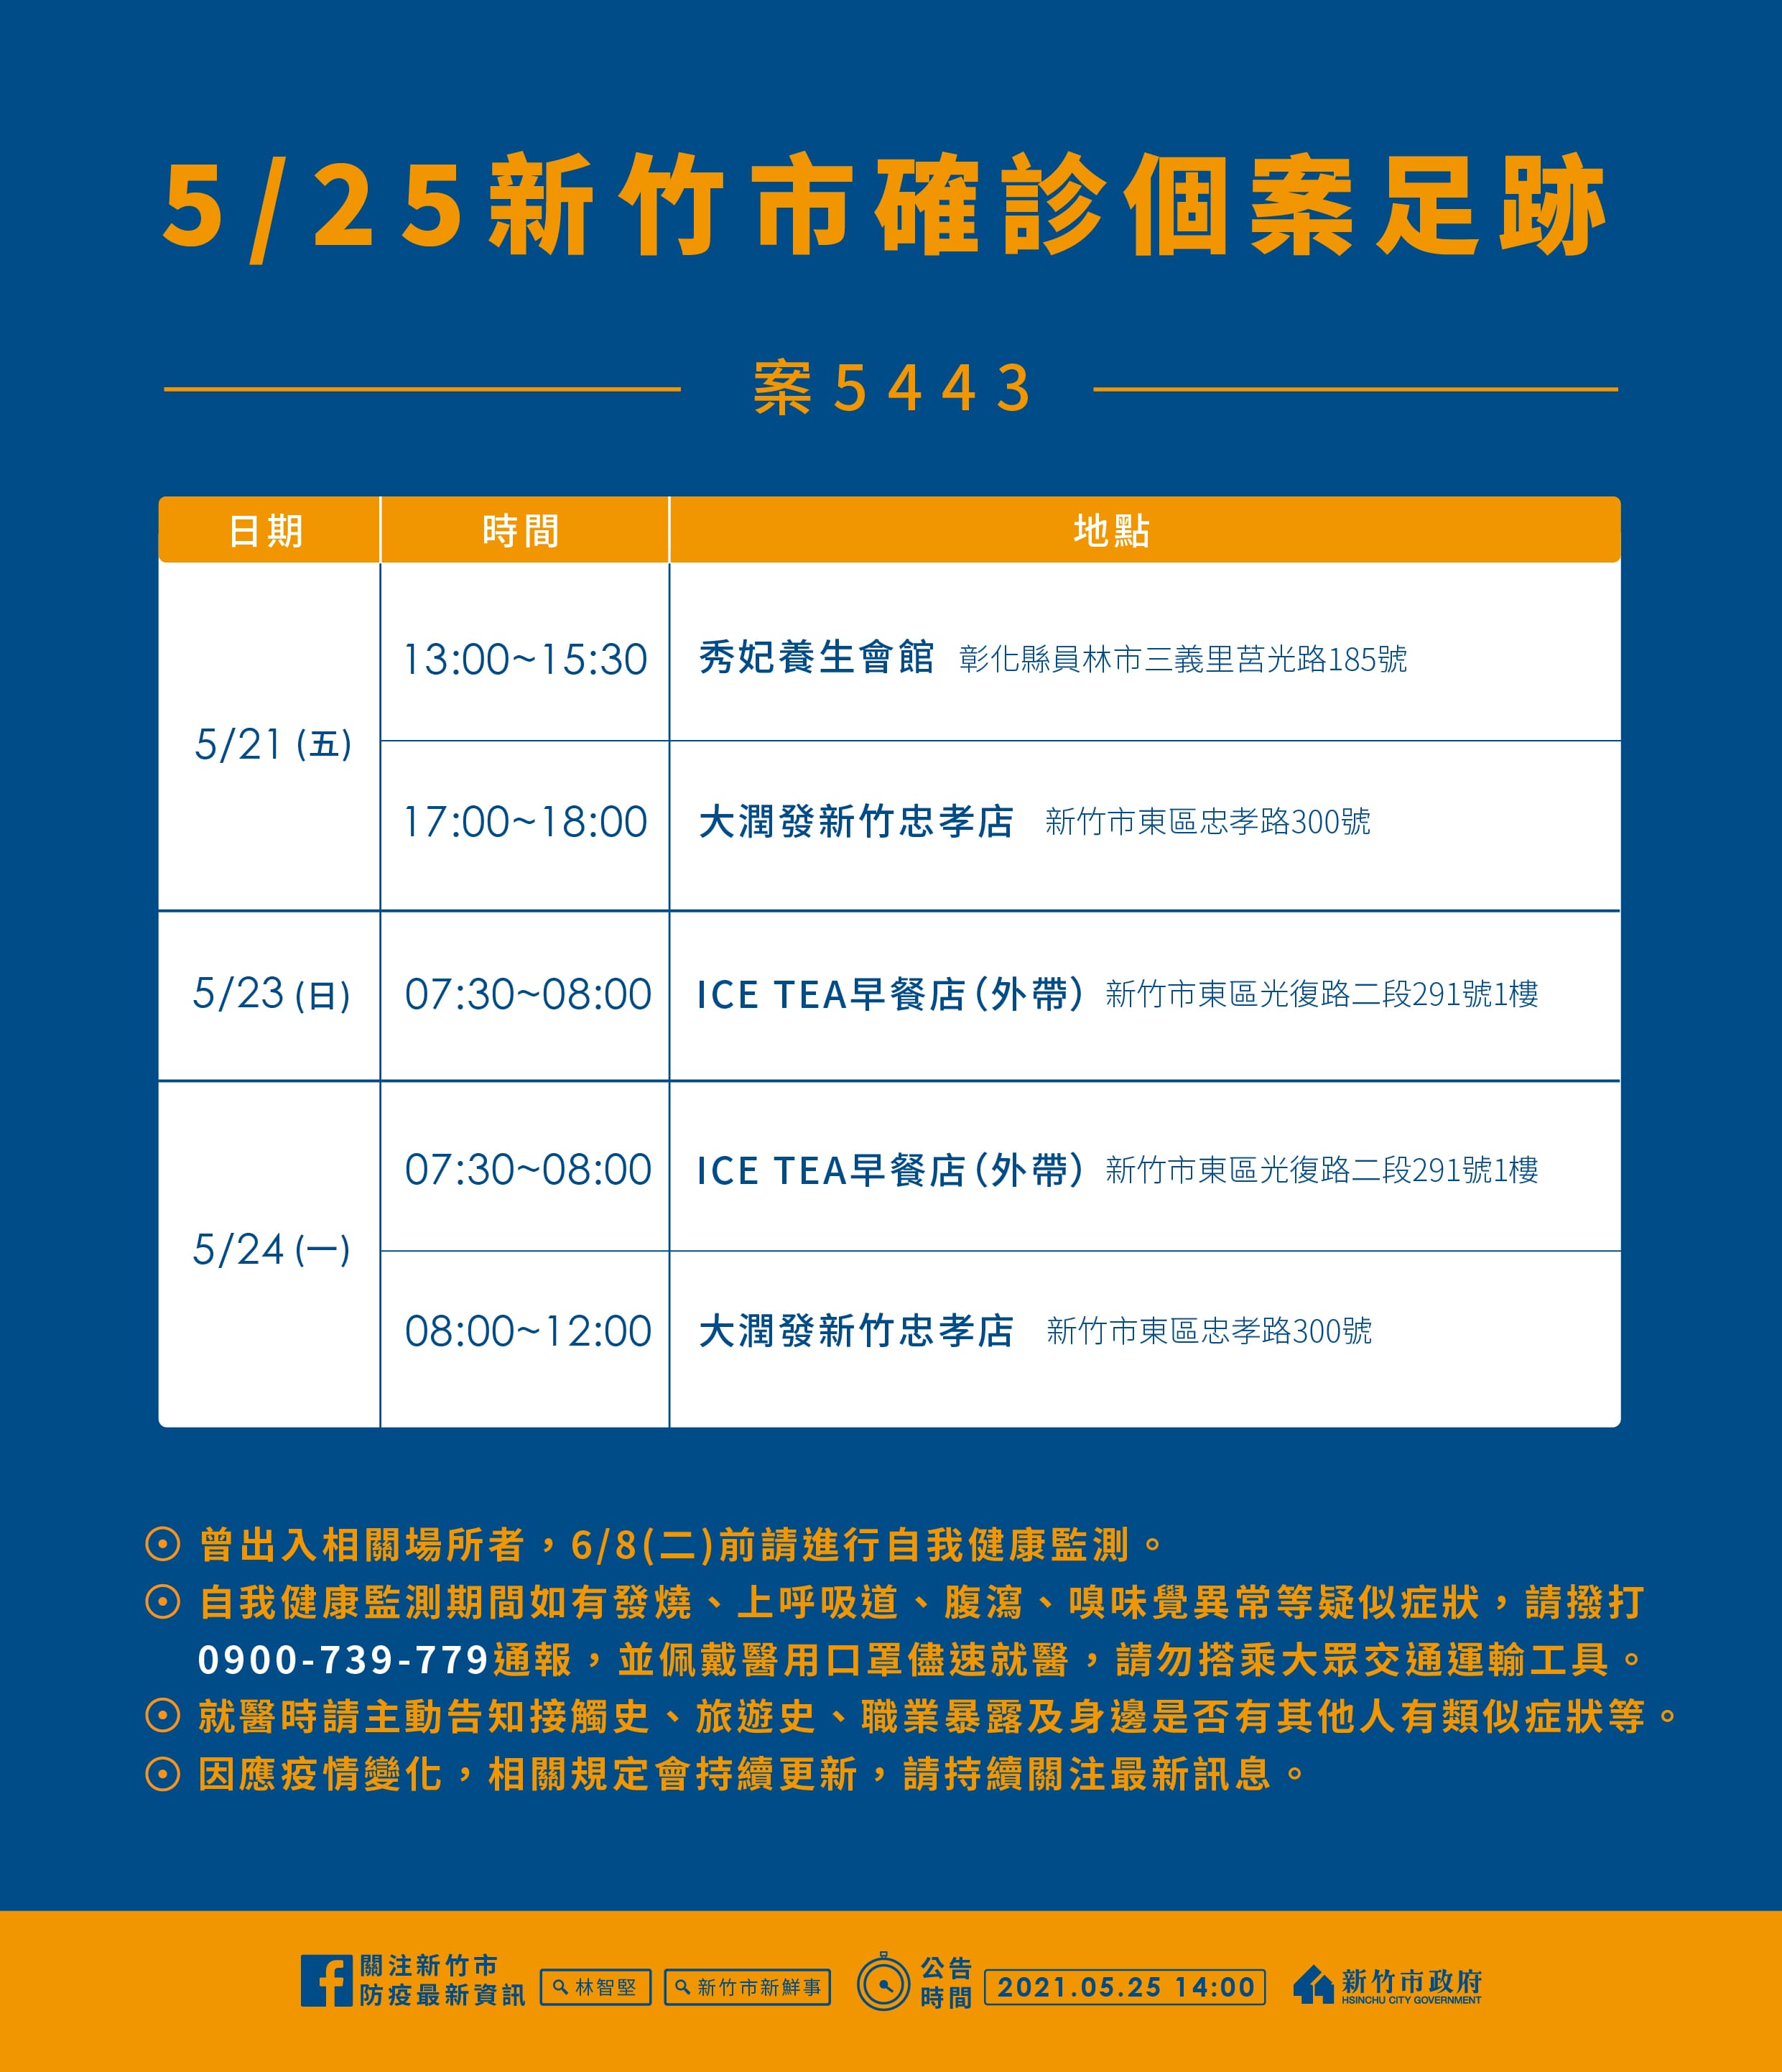 5/25新竹市確診個案足跡
案5443
日期 時間 地點
5/21 (五)
13:00~15:30 秀妃養生會館 彰化縣員林市三義里莒光路185號
17:00~18:00 大潤發新竹忠孝店 新竹市東區忠孝路300號
5/23 (日) 07:30~08:00 ICE TEA早餐店(外帶) 新竹市東區光復路二段291號1樓
5/24 (一)
07:30~08:00 ICE TEA早餐店(外帶) 新竹市東區光復路二段291號1樓
08:00~12:00 大潤發新竹忠孝店 新竹市東區忠孝路300號
⊙ 曾出入相關場所者，6/8(二)前請進行自我健康監測。
⊙ 自我健康監測期間如有發燒、上呼吸道、腹瀉、嗅味覺異常等疑似症狀，請撥打
0900-739-779通報，並佩戴醫用口罩儘速就醫，請勿搭乘大眾交通運輸工具。
⊙ 就醫時請主動告知接觸史、旅遊史、職業暴露及身邊是否有其他人有類似症狀等。
⊙ 因應疫情變化，相關規定會持續更新，請持續關注最新訊息。
關注新竹市
防疫最新資訊
林智堅
新竹市新鮮事
公告
時間
2021.05.25 14:00
新竹市政府
HSINCHU CITY GOVERNMENT